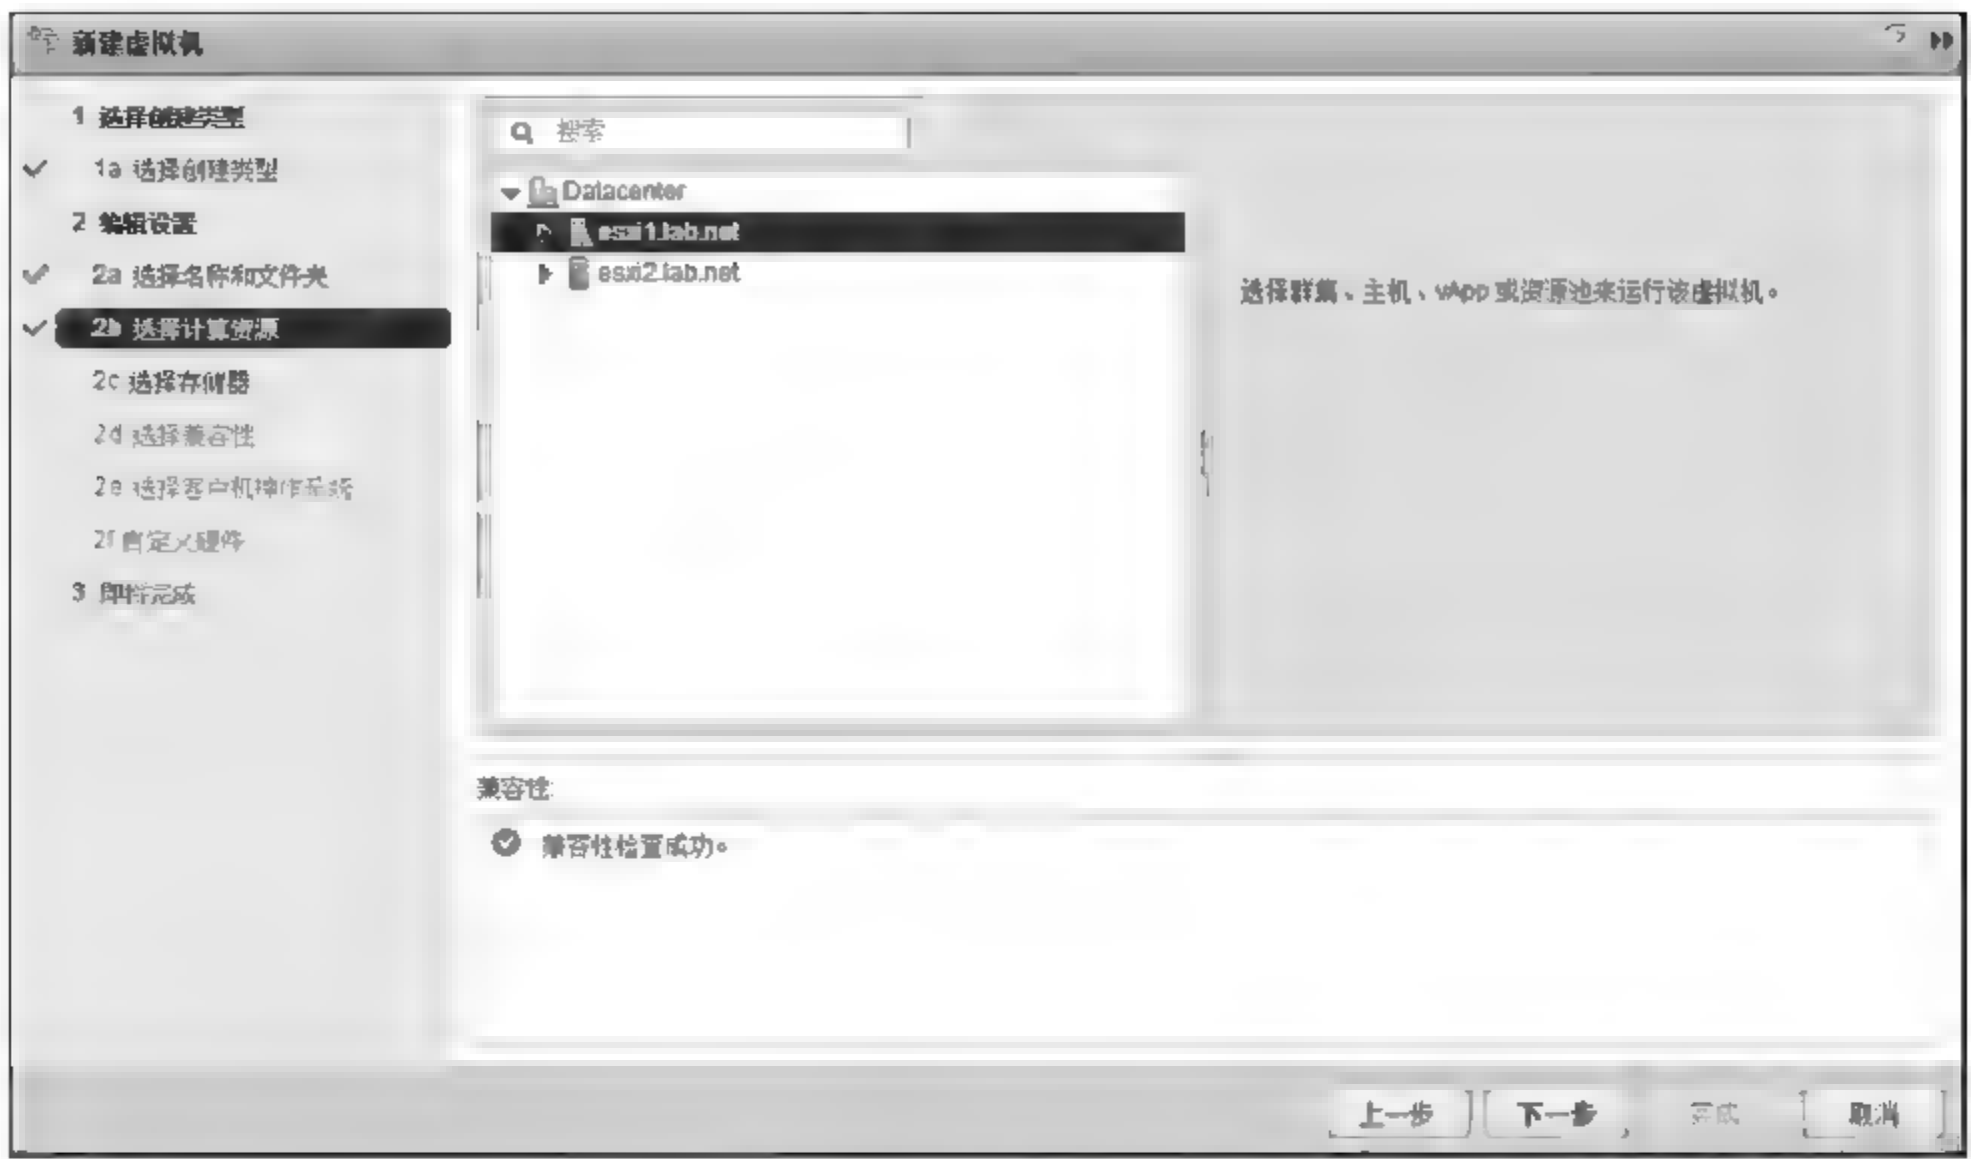 新建虚拟机
1 选择创建类型
1a 选择创建类型
2 编辑设置
2a 选择名称和文件夹
2b 选择计算资源
2c 选择存储器
2d 选择兼容性
2e 选择客户机操作系统
2f 自定义硬件
3 即将完成
搜索
Datacenter
esxi1.lab.net
esxi2.lab.net
选择群集、主机、vApp 或资源池来运行该虚拟机。
兼容性:
兼容性检查成功。
上一步
下一步
完成
取消